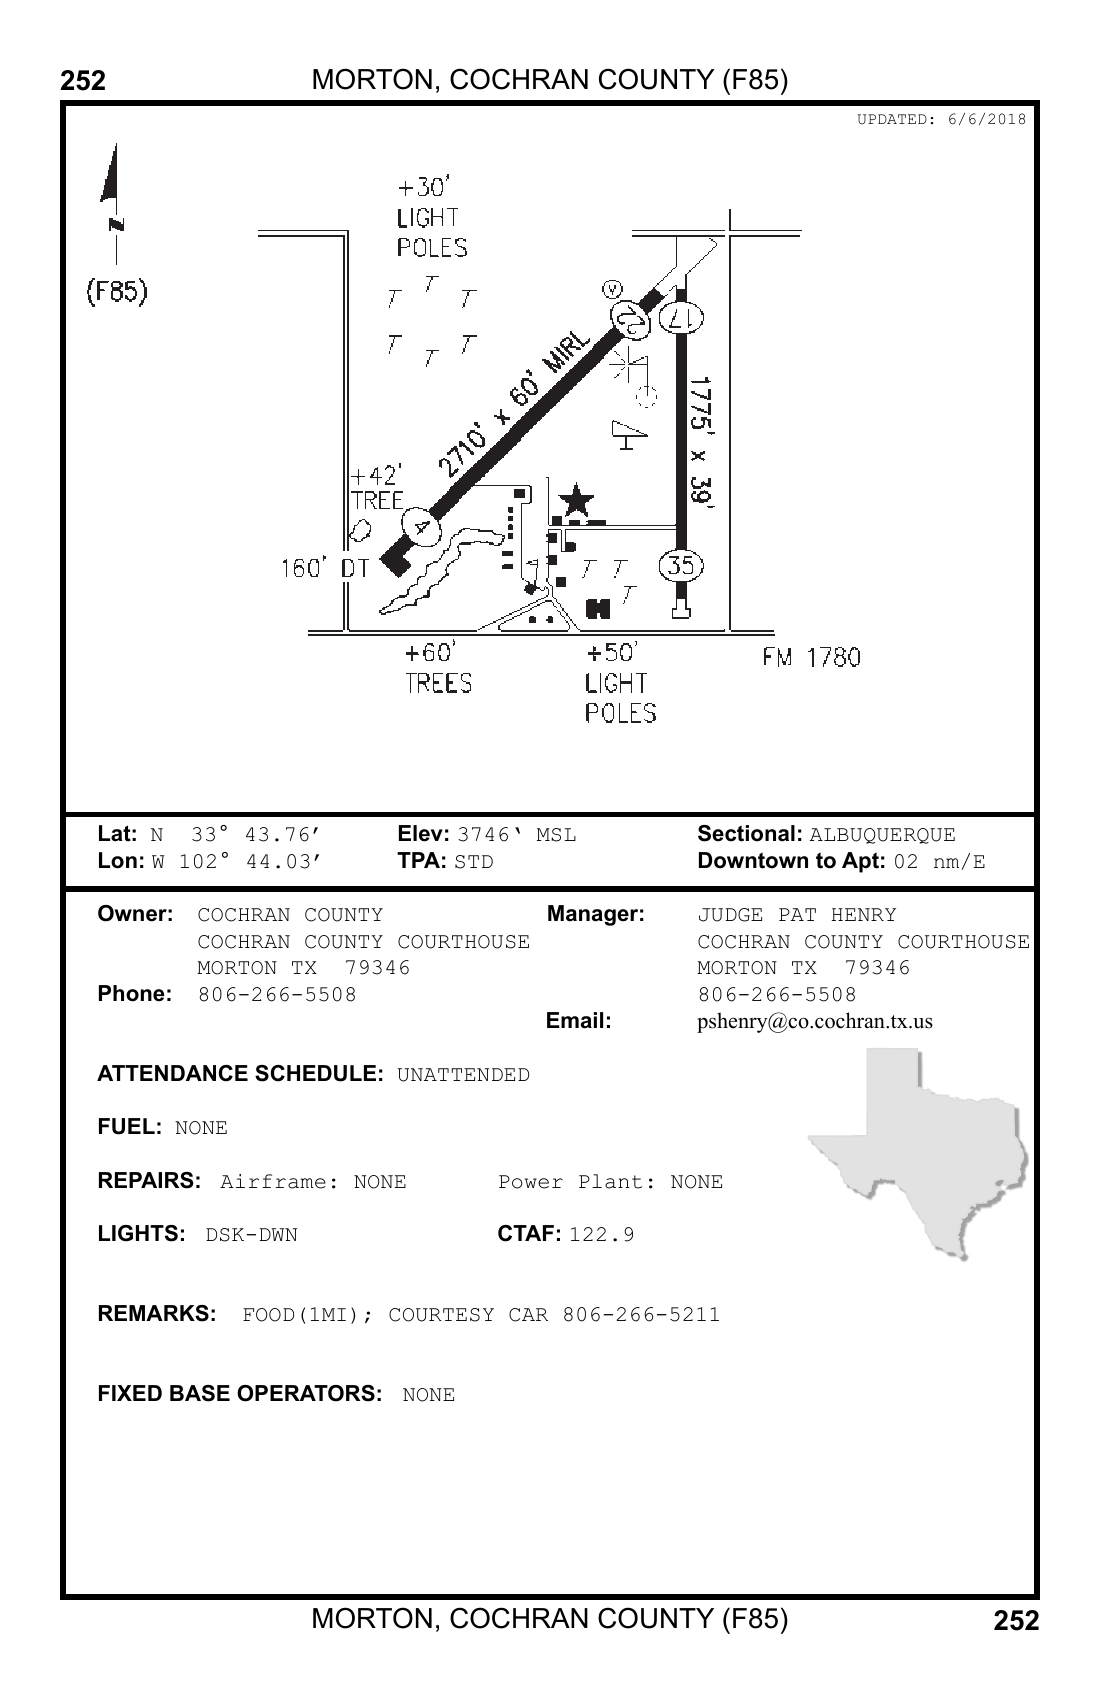 252 MORTON, COCHRAN COUNTY (F85)
UPDATED: 6/6/2018
N
(F85)
+30'
LIGHT
POLES
T T T
T T T
V
22
17
2710' x 60' MIRL
1775' x 39'
+42'
TREE
4
160' DT
35
T T
T
H
+60'
TREES
+50'
LIGHT
POLES
FM 1780
Lat: N 33° 43.76’ Elev: 3746‘ MSL Sectional: ALBUQUERQUE
Lon: W 102° 44.03’ TPA: STD Downtown to Apt: 02 nm/E
Owner: COCHRAN COUNTY Manager: JUDGE PAT HENRY
COCHRAN COUNTY COURTHOUSE COCHRAN COUNTY COURTHOUSE
MORTON TX 79346 MORTON TX 79346
Phone: 806-266-5508 806-266-5508
Email: pshenry@co.cochran.tx.us
ATTENDANCE SCHEDULE: UNATTENDED
FUEL: NONE
REPAIRS: Airframe: NONE Power Plant: NONE
LIGHTS: DSK-DWN CTAF: 122.9
REMARKS: FOOD(1MI); COURTESY CAR 806-266-5211
FIXED BASE OPERATORS: NONE
MORTON, COCHRAN COUNTY (F85) 252